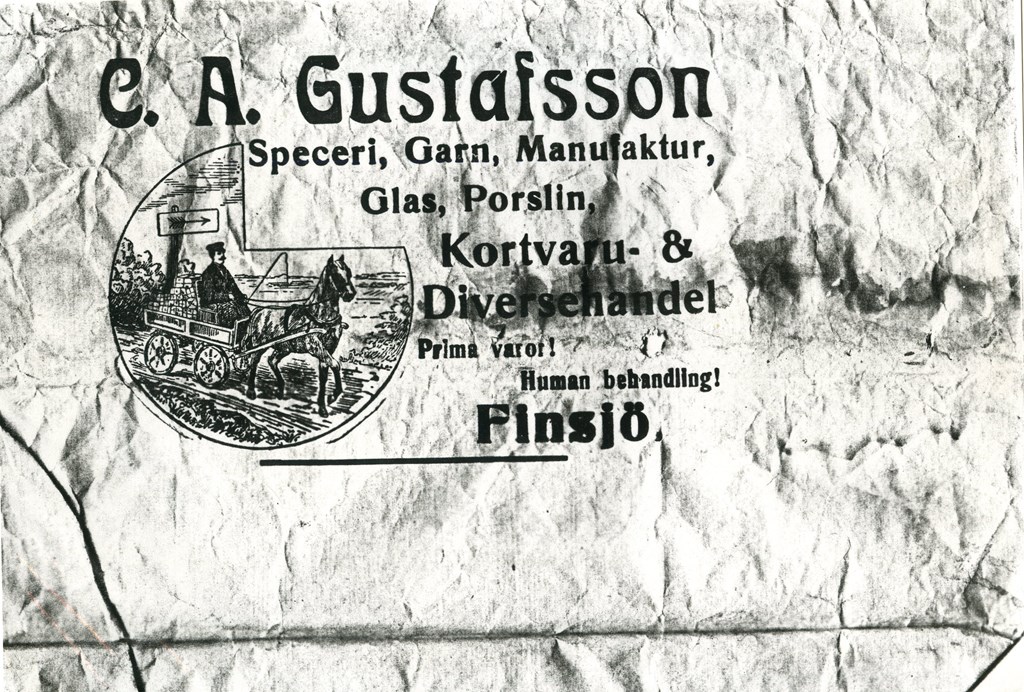 C. A. Gustafsson
Speceri, Garn, Manufaktur,
Glas, Porslin,
Kortvaru- &
Diversehandel
Prima varor!
Human behandling!
Finsjö.